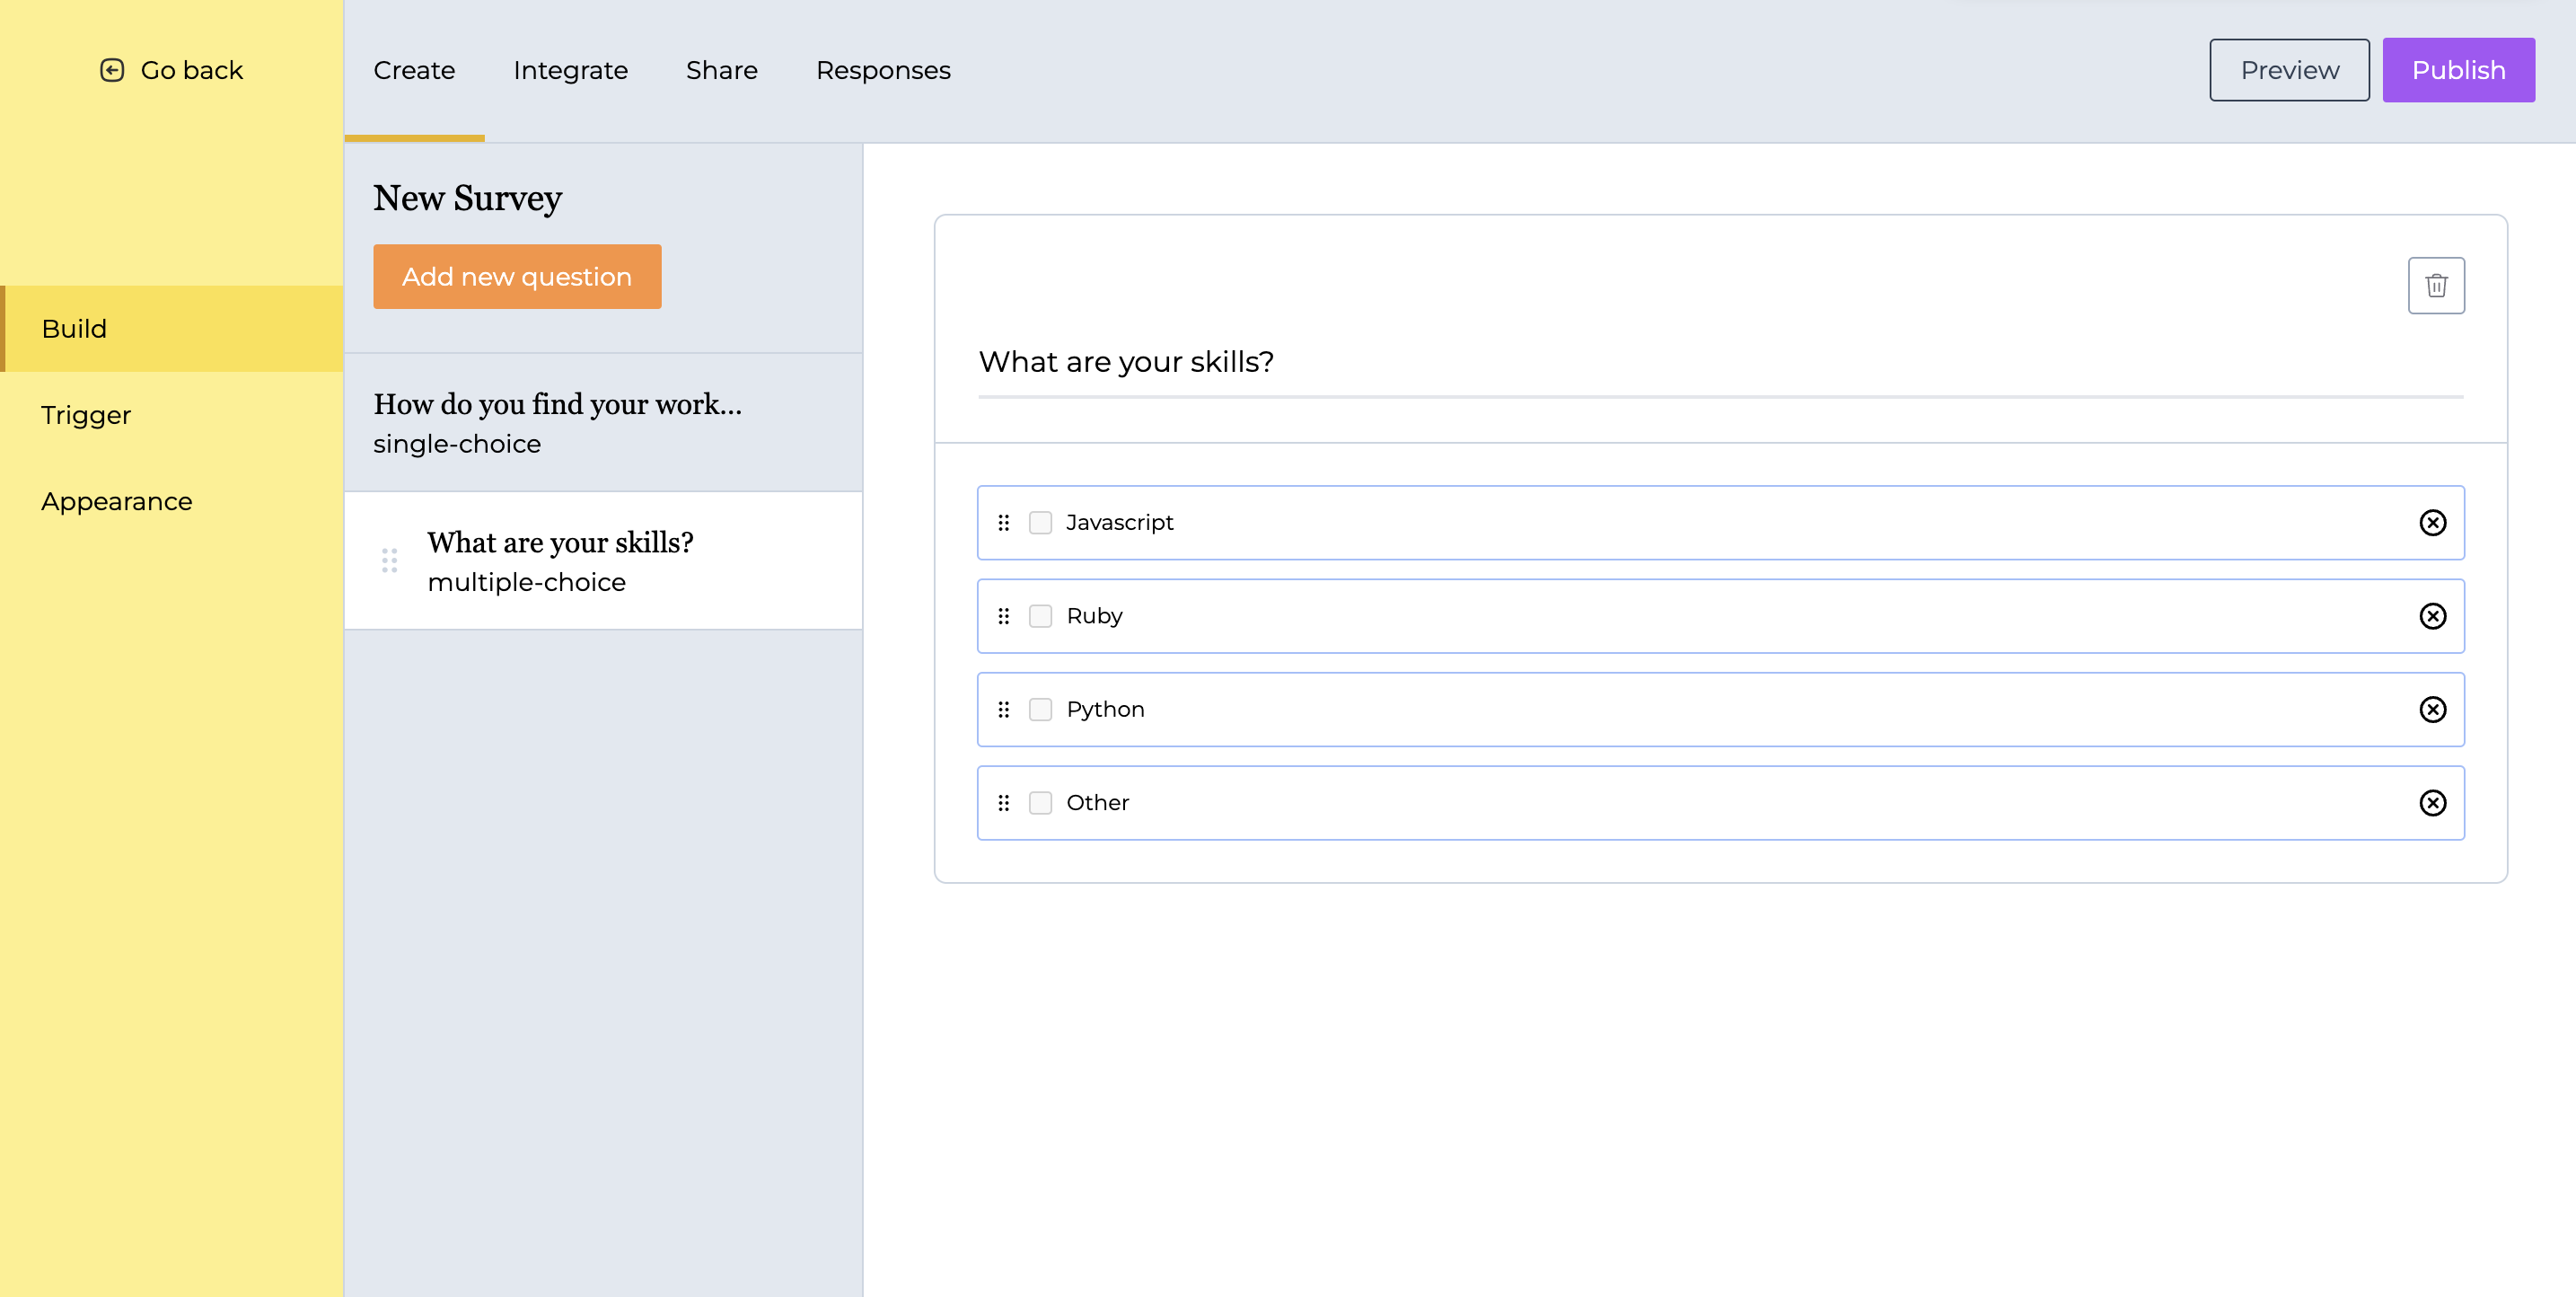 Go back
Create
Integrate
Share
Responses
Preview
Publish
Build
Trigger
Appearance
New Survey
Add new question
How do you find your work...
single-choice
What are your skills?
multiple-choice
What are your skills?
Javascript
Ruby
Python
Other